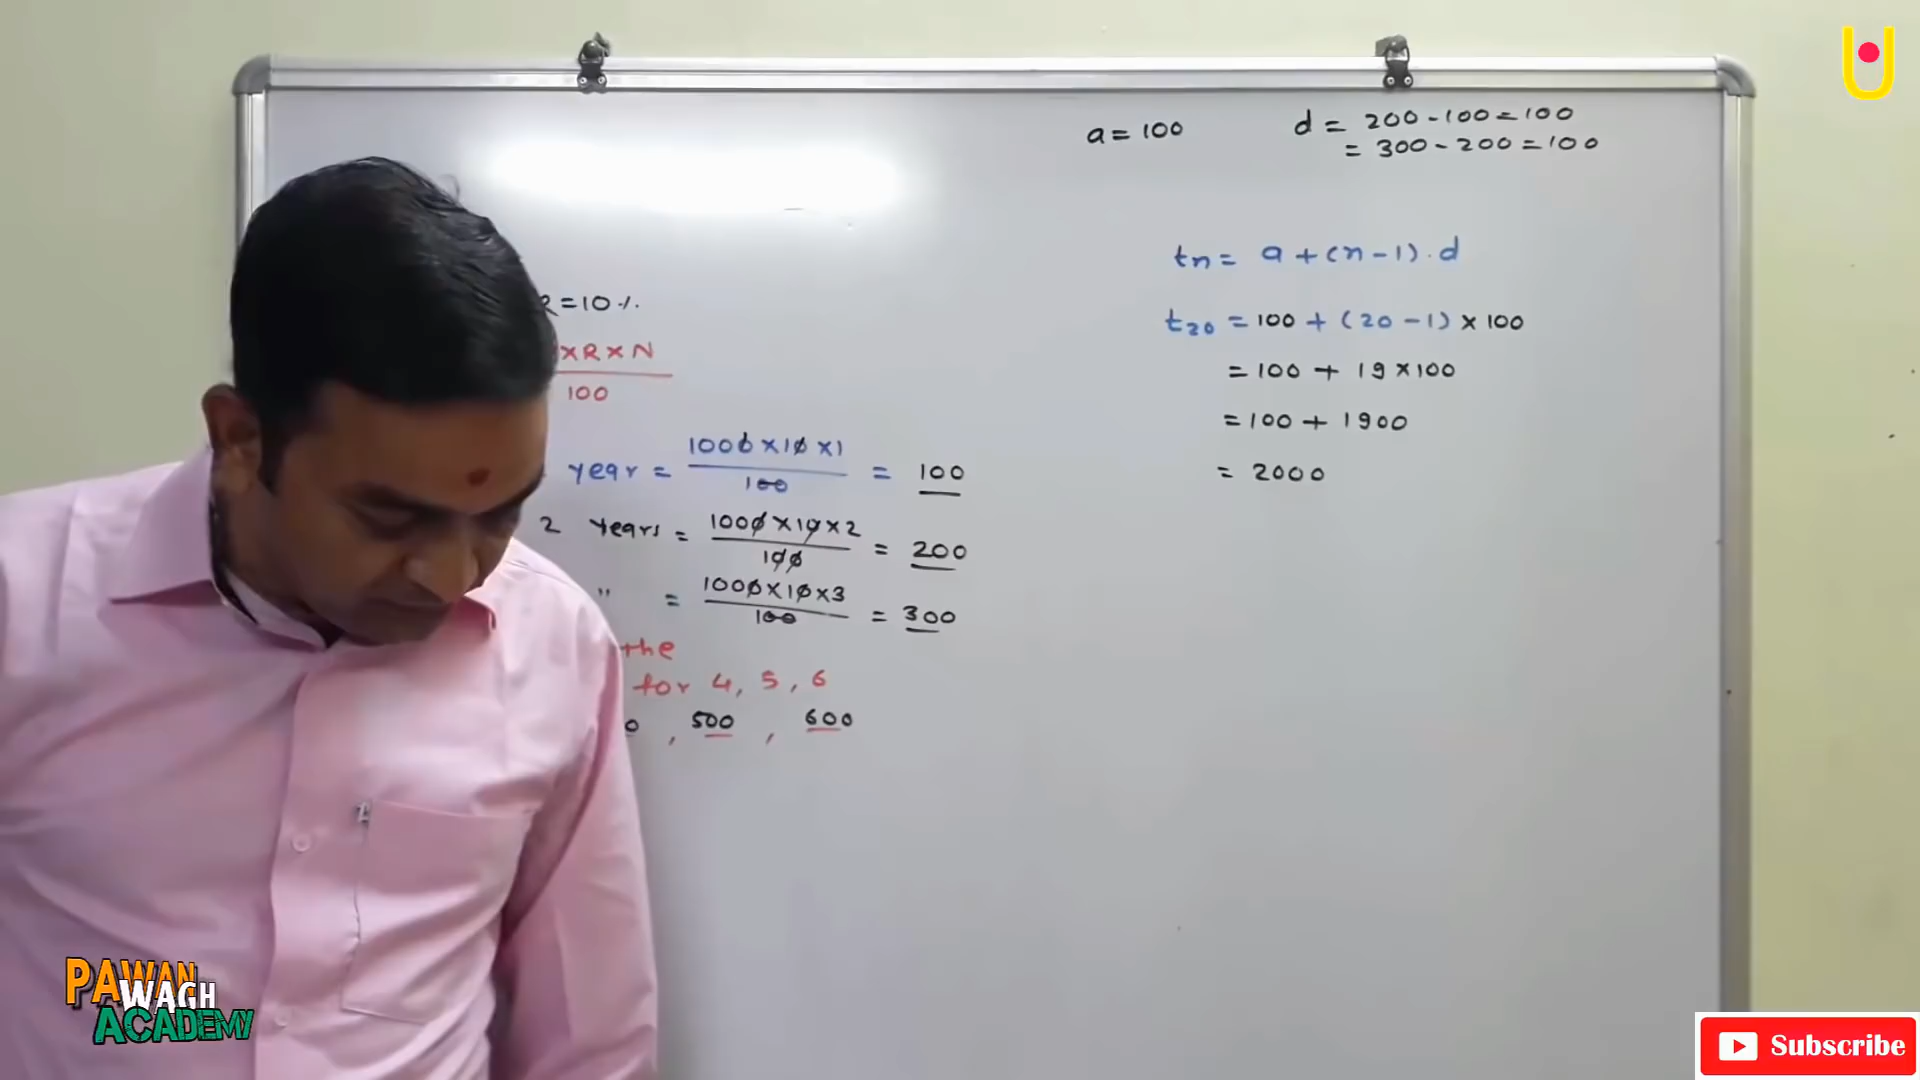 a = 100
d = 200 - 100 = 100
= 300 - 200 = 100
tn = a + (n - 1) . d
t20 = 100 + (20 - 1) × 100
= 100 + 19 × 100
= 100 + 1900
= 2000
R = 10 %.
× R × N
100
year = 1000 × 10 × 1 = 100
100
2 years = 1000 × 10 × 2 = 200
100
" = 1000 × 10 × 3 = 300
100
the
for 4, 5, 6
0 , 500 , 600
PAWAN
WAGH
ACADEMY
Subscribe